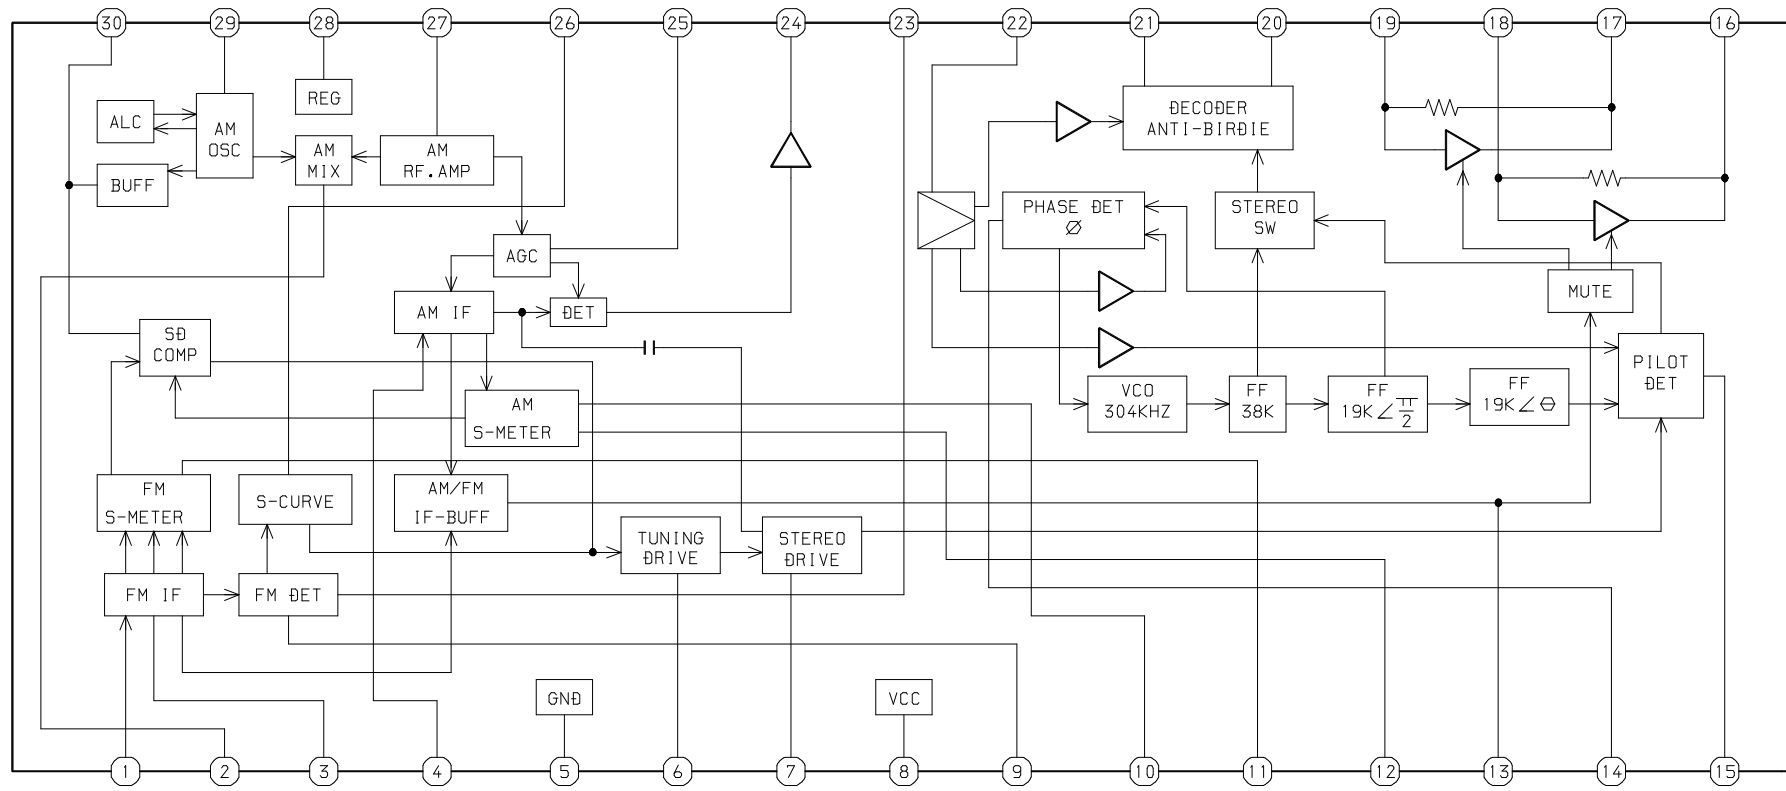 30 29 28 27 26 25 24 23 22 21 20 19 18 17 16
REG
ALC
AM
OSC
DECODER
ANTI-BIRDIE
AM
MIX
AM
RF.AMP
BUFF
PHASE DET
Ø
STEREO
SW
AGC
AM IF
DET
MUTE
SD
COMP
PILOT
DET
AM
S-METER
VCO
304KHZ
FF
38K
FF
19K∠π/2
FF
19K∠θ
FM
S-METER
S-CURVE
AM/FM
IF-BUFF
TUNING
DRIVE
STEREO
DRIVE
FM IF
FM DET
GND
VCC
1 2 3 4 5 6 7 8 9 10 11 12 13 14 15